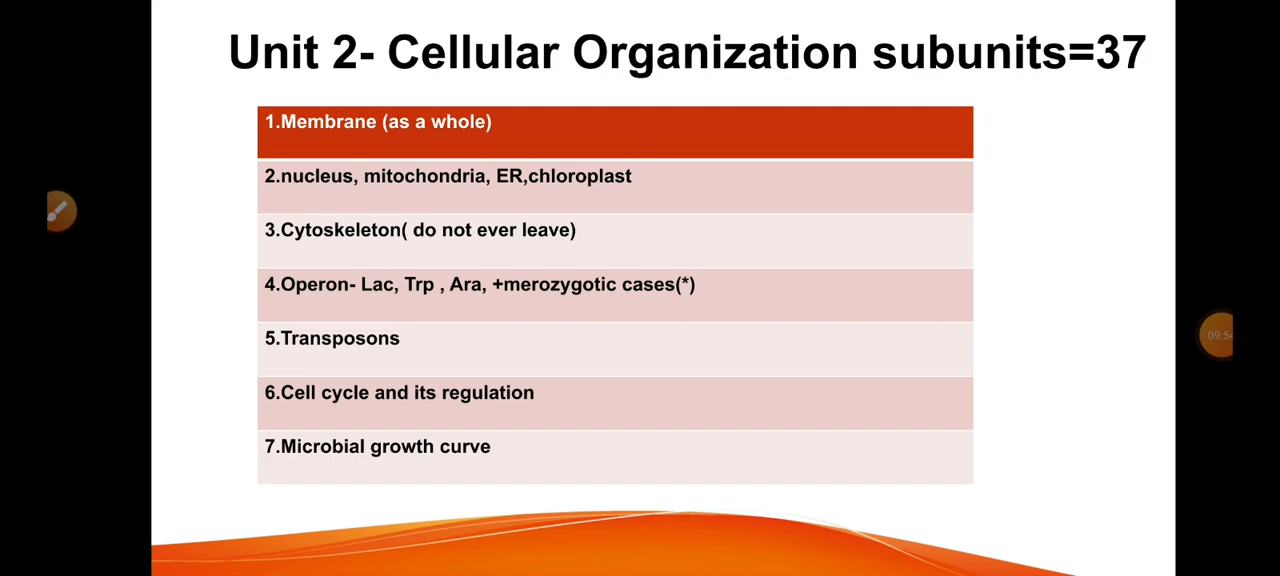 Unit 2- Cellular Organization subunits=37
1.Membrane (as a whole)
2.nucleus, mitochondria, ER,chloroplast
3.Cytoskeleton( do not ever leave)
4.Operon- Lac, Trp , Ara, +merozygotic cases(*)
5.Transposons
6.Cell cycle and its regulation
7.Microbial growth curve
09:54